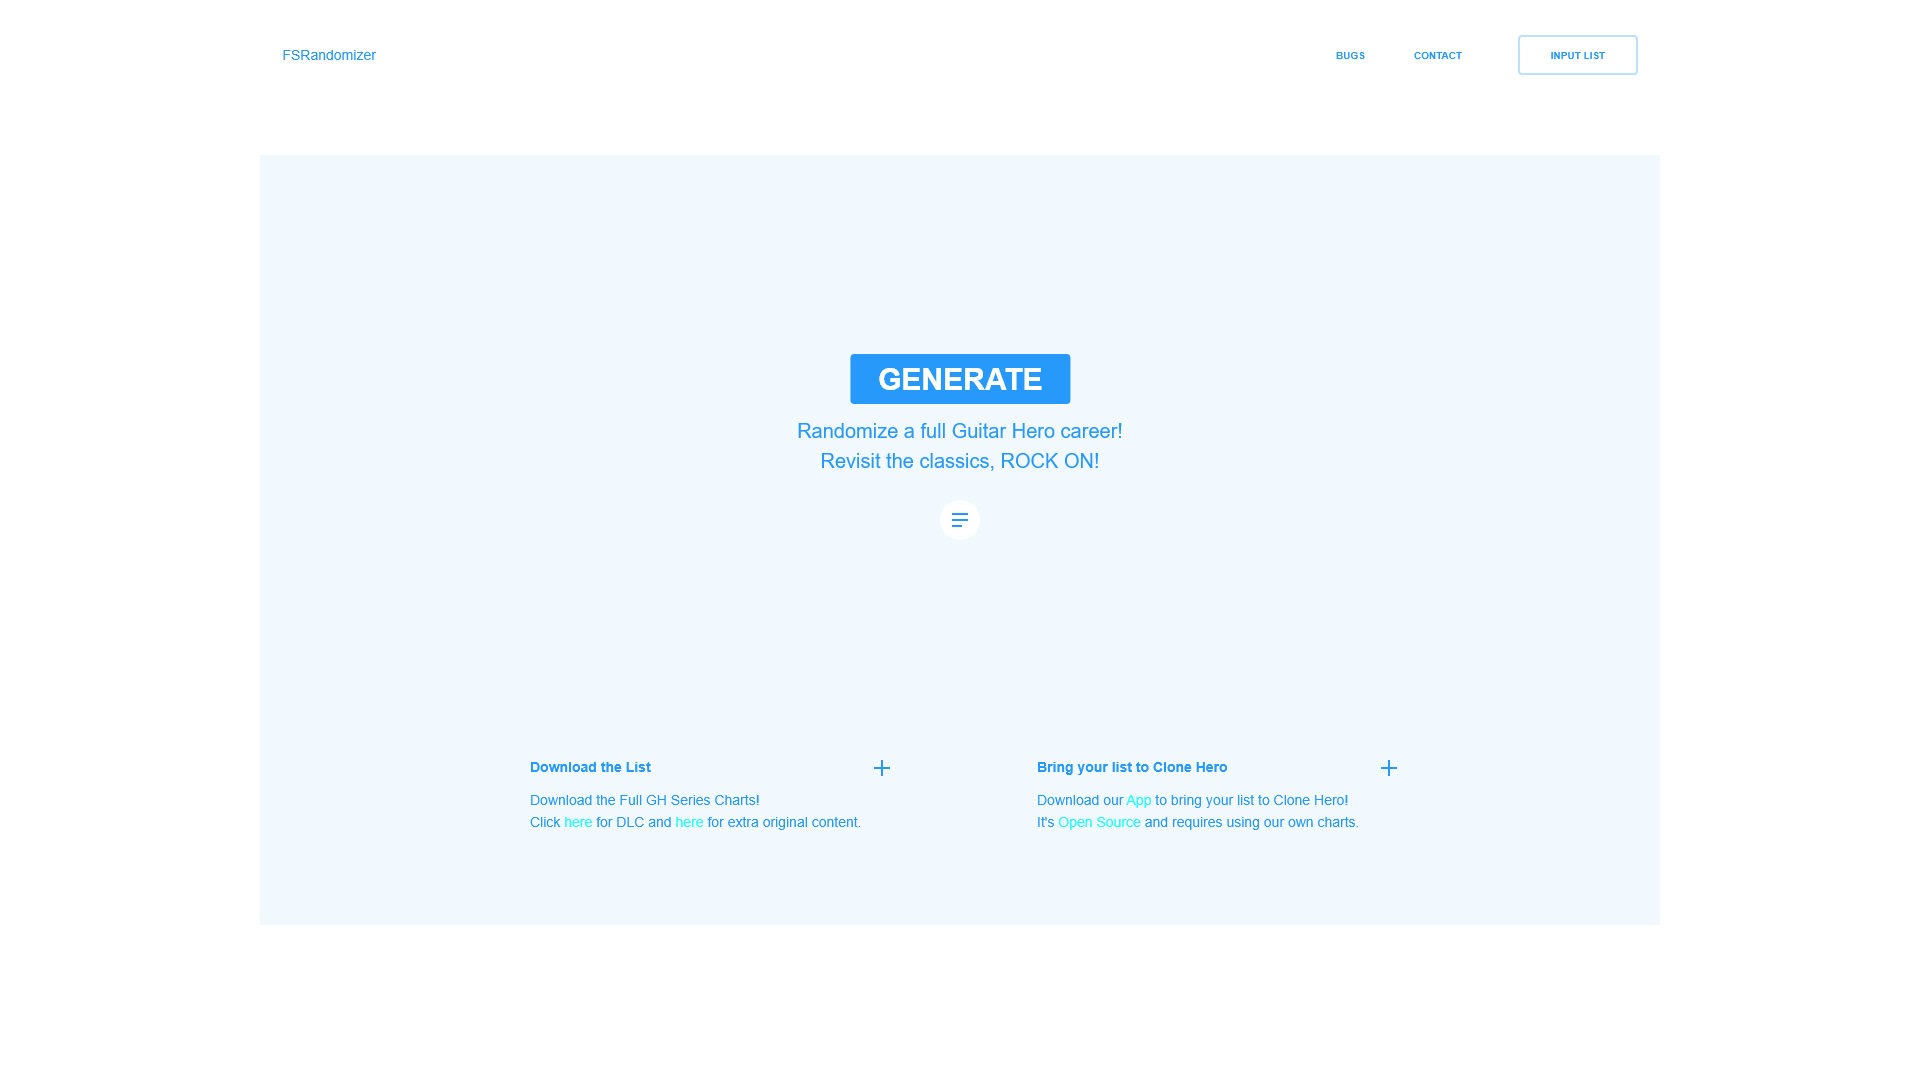 FSRandomizer
BUGS
CONTACT
INPUT LIST
GENERATE
Randomize a full Guitar Hero career!
Revisit the classics, ROCK ON!
Download the List
Download the Full GH Series Charts!
Click here for DLC and here for extra original content.
Bring your list to Clone Hero
Download our App to bring your list to Clone Hero!
It's Open Source and requires using our own charts.